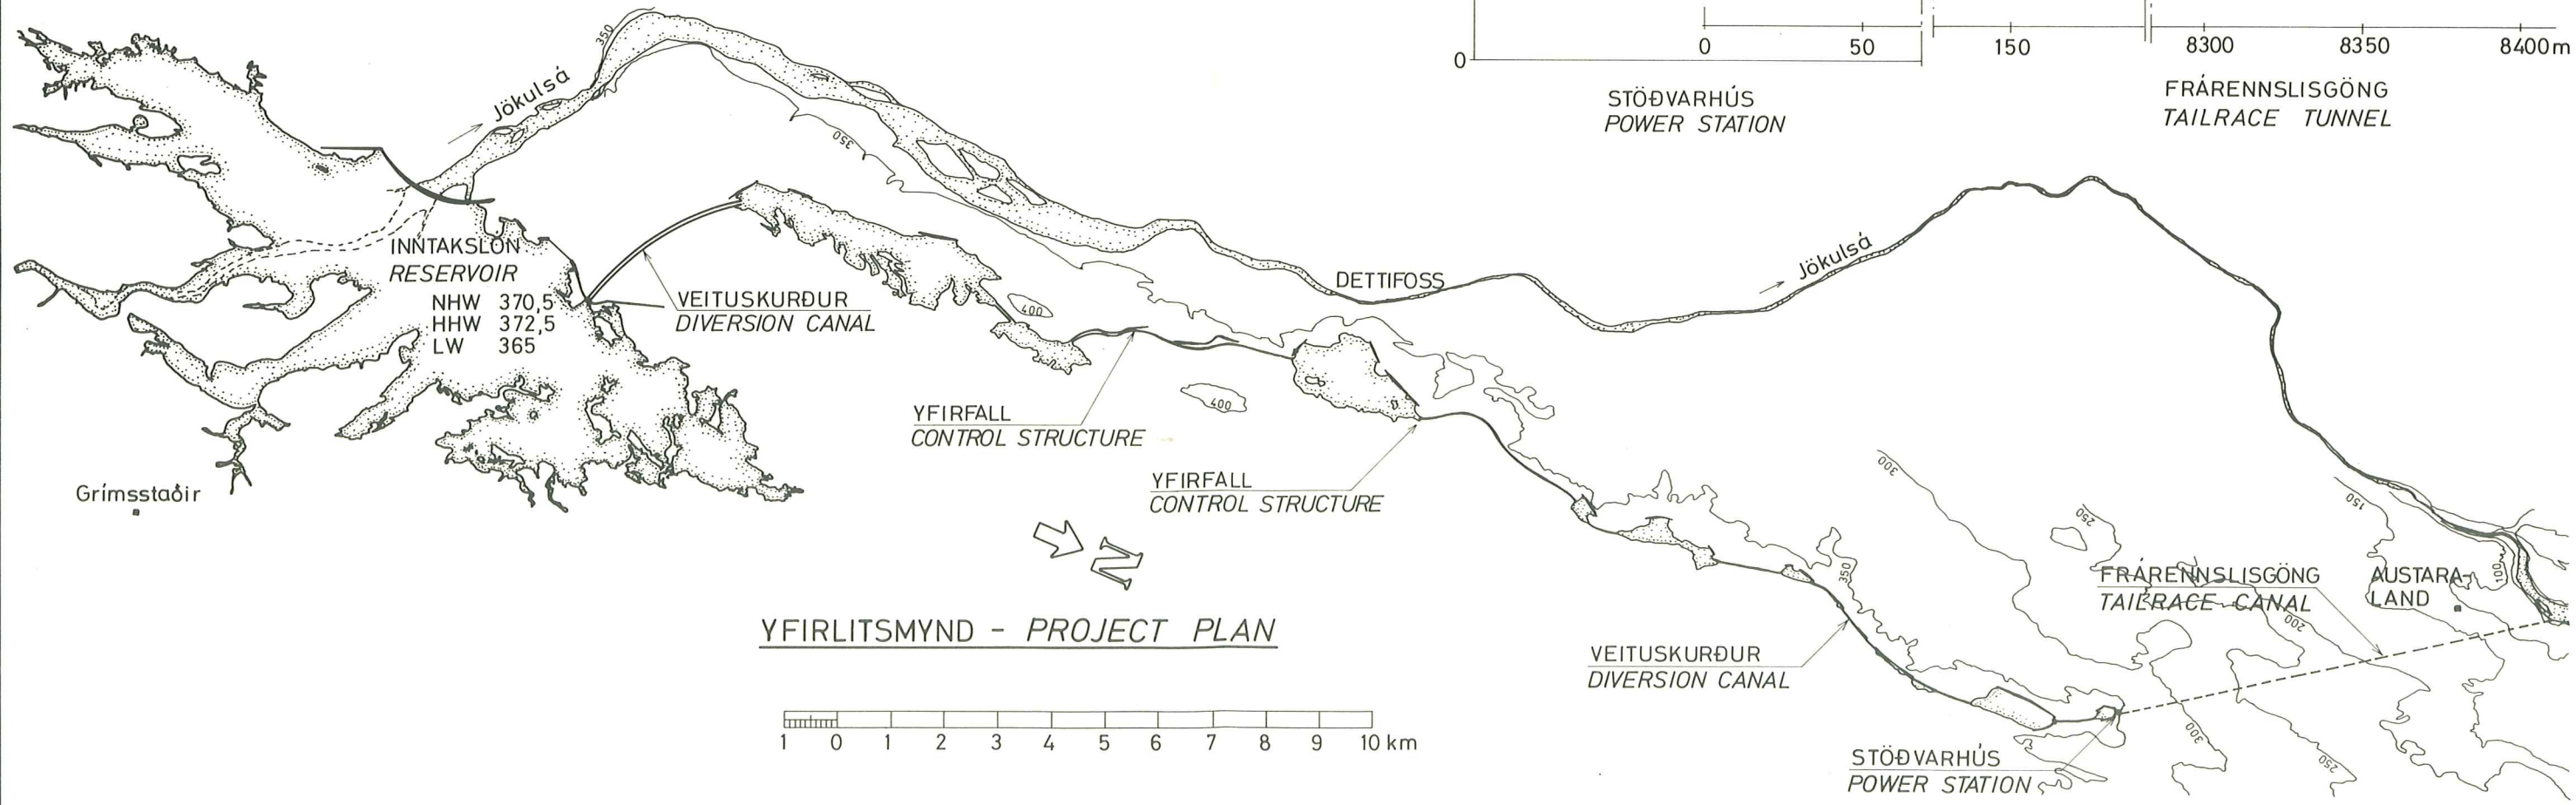 0
0 50 150 8300 8350 8400m
STÖÐVARHÚS
POWER STATION
FRÁRENNSLISGÖNG
TAILRACE TUNNEL
350
Jökulsá
350
INNTAKSLÓN
RESERVOIR
NHW 370,5
HHW 372,5
LW 365
VEITUSKURÐUR
DIVERSION CANAL
400
DETTIFOSS
Jökulsá
YFIRFALL
CONTROL STRUCTURE
400
YFIRFALL
CONTROL STRUCTURE
Grímsstaðir
N
300
250
150
350
100
FRÁRENNSLISGÖNG
TAILRACE CANAL
AUSTARA-
LAND
200
YFIRLITSMYND - PROJECT PLAN
VEITUSKURÐUR
DIVERSION CANAL
1 0 1 2 3 4 5 6 7 8 9 10 km
300
250
STÖÐVARHÚS
POWER STATION